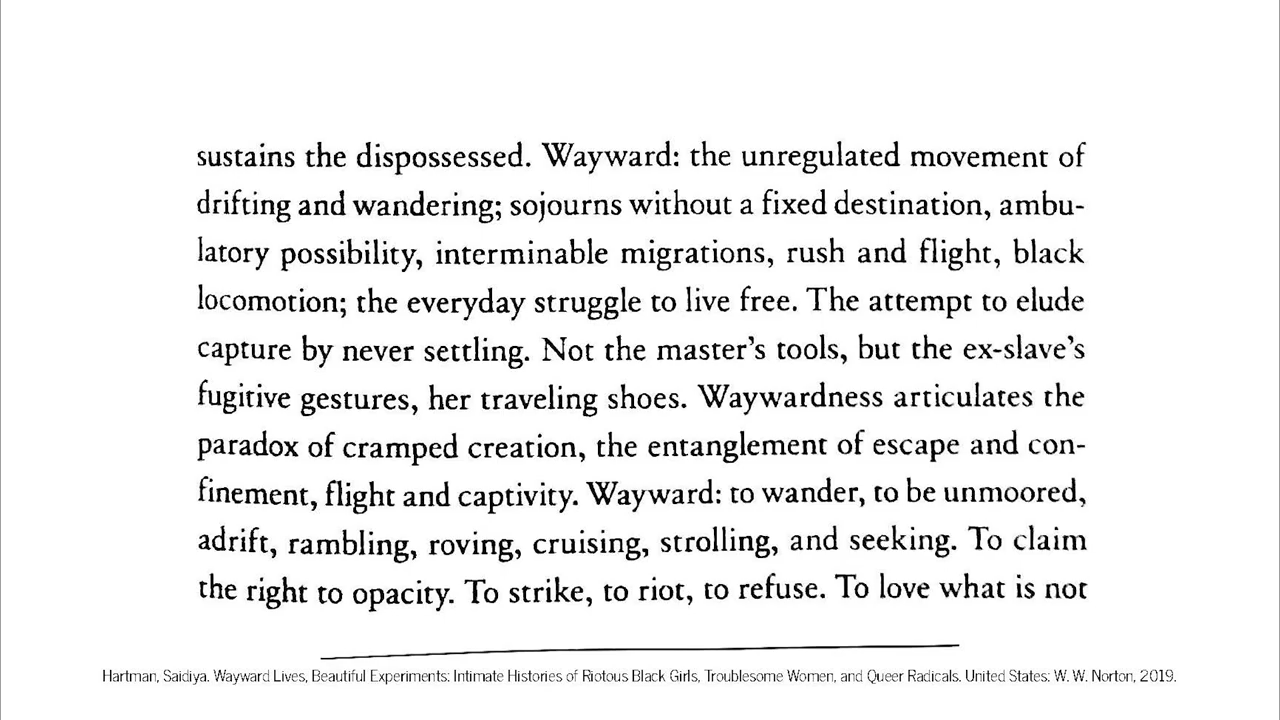 sustains the dispossessed. Wayward: the unregulated movement of
drifting and wandering; sojourns without a fixed destination, ambu-
latory possibility, interminable migrations, rush and flight, black
locomotion; the everyday struggle to live free. The attempt to elude
capture by never settling. Not the master’s tools, but the ex-slave’s
fugitive gestures, her traveling shoes. Waywardness articulates the
paradox of cramped creation, the entanglement of escape and con-
finement, flight and captivity. Wayward: to wander, to be unmoored,
adrift, rambling, roving, cruising, strolling, and seeking. To claim
the right to opacity. To strike, to riot, to refuse. To love what is not
Hartman, Saidiya. Wayward Lives, Beautiful Experiments: Intimate Histories of Riotous Black Girls, Troublesome Women, and Queer Radicals. United States: W. W. Norton, 2019.